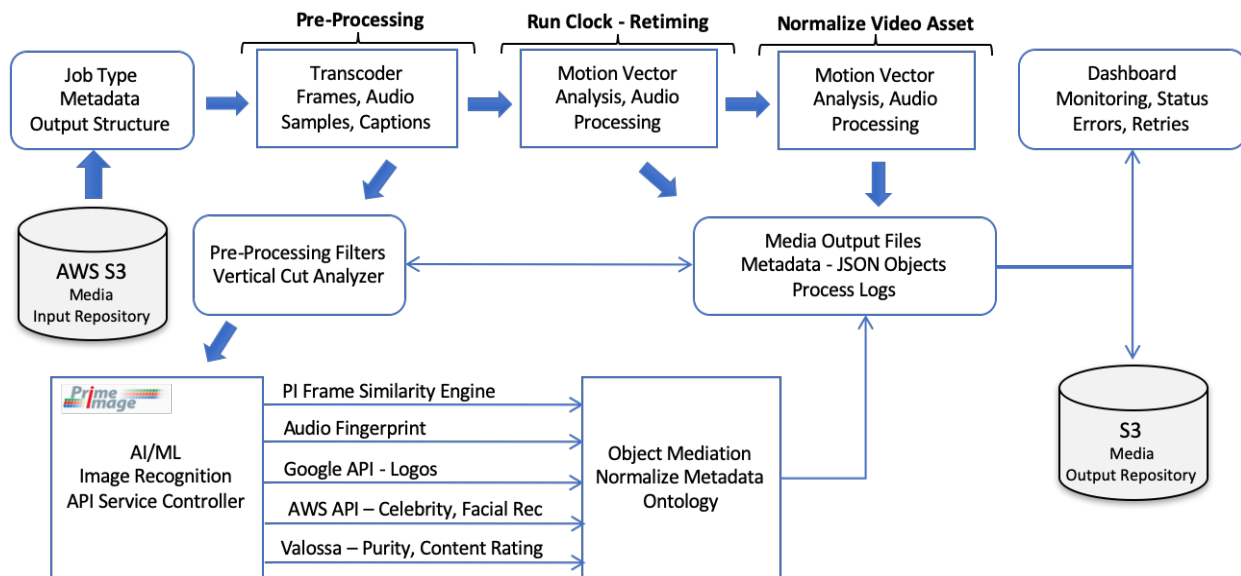 Pre-Processing
Run Clock - Retiming
Normalize Video Asset
Job Type
Metadata
Output Structure
Transcoder
Frames, Audio
Samples, Captions
Motion Vector
Analysis, Audio
Processing
Motion Vector
Analysis, Audio
Processing
Dashboard
Monitoring, Status
Errors, Retries
AWS S3
Media
Input Repository
Pre-Processing Filters
Vertical Cut Analyzer
Media Output Files
Metadata - JSON Objects
Process Logs
Prime
Image
AI/ML
Image Recognition
API Service Controller
PI Frame Similarity Engine
Audio Fingerprint
Google API - Logos
AWS API – Celebrity, Facial Rec
Valossa – Purity, Content Rating
Object Mediation
Normalize Metadata
Ontology
S3
Media
Output Repository